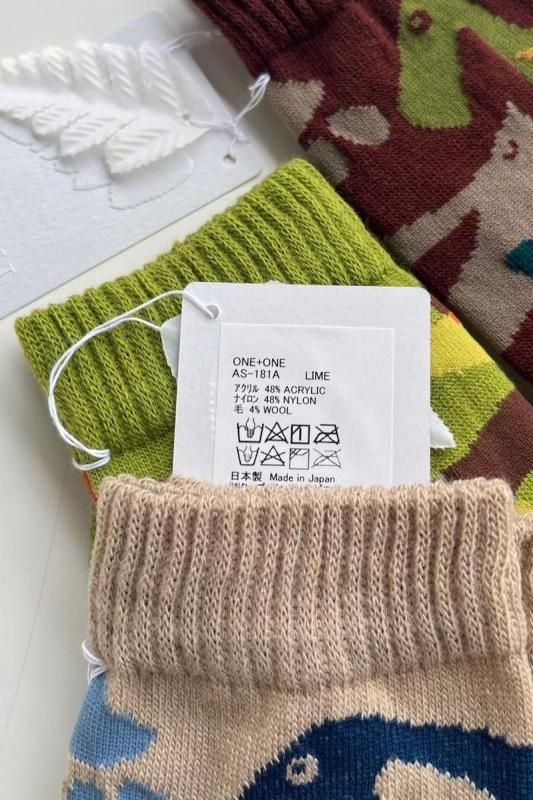 ONE+ONE
AS-181A LIME
アクリル 48% ACRYLIC
ナイロン 48% NYLON
毛 4% WOOL
日本製 Made in Japan